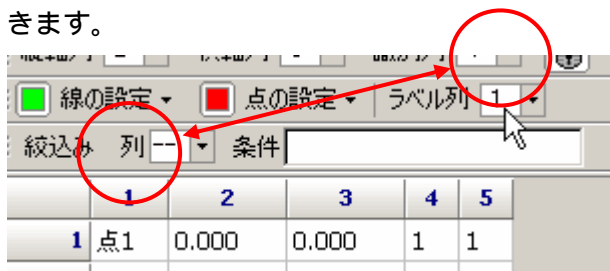 きます。
線の設定 点の設定 ラベル列 1
絞込み 列 -- 条件
1 2 3 4 5
1 点1 0.000 0.000 1 1